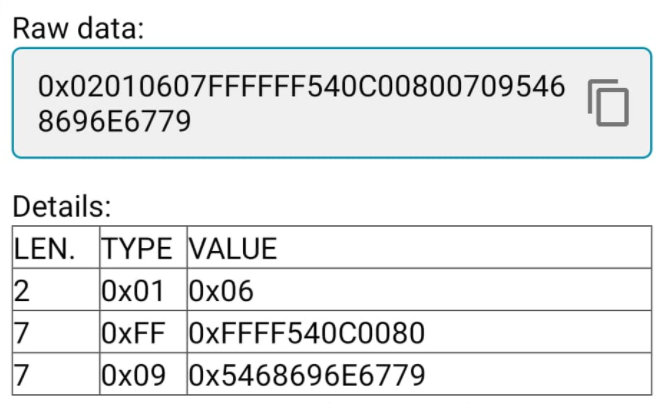 Raw data:
0x02010607FFFFFF540C00800709546
8696E6779
Details:
LEN. TYPE VALUE
2 0x01 0x06
7 0xFF 0xFFFF540C0080
7 0x09 0x5468696E6779